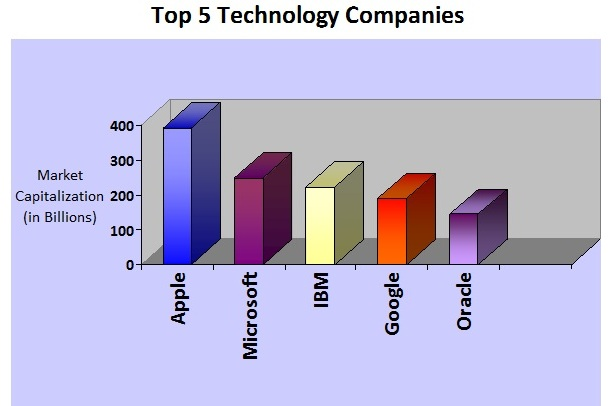 Top 5 Technology Companies
Market
Capitalization
(in Billions)
400
300
200
100
0
Apple
Microsoft
IBM
Google
Oracle